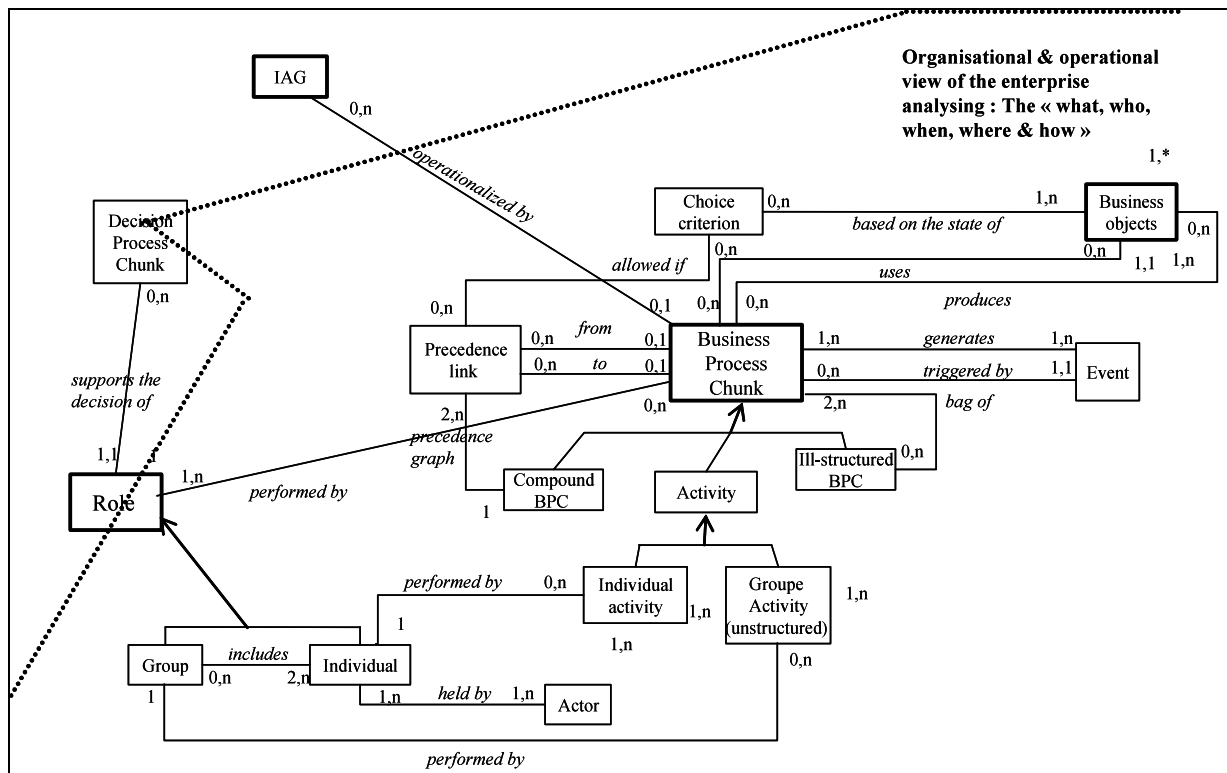 Organisational & operational
view of the enterprise
analysing : The « what, who,
when, where & how »
IAG
0,n
operationalized by
0,1
1,*
Decision
Process
Chunk
0,n
supports the
decision of
1,1
1
Role
1,n
performed by
0,n
Choice
criterion
0,n
based on the state of
1,n
Business
objects
0,n
0,n
1,1
1,n
0,n
allowed if
0,n
uses
0,n
produces
0,n
Precedence
link
0,n
from
0,1
0,n
to
0,1
Business
Process
Chunk
1,n
generates
1,n
0,n
triggered by
1,1
Event
2,n
bag of
0,n
2,n
precedence
graph
1
Compound
BPC
Activity
Ill-structured
BPC
performed by
0,n
1
Individual
activity
1,n
1,n
Groupe
Activity
(unstructured)
1,n
0,n
Group
includes
0,n
2,n
Individual
1
1,n
held by
1,n
Actor
performed by